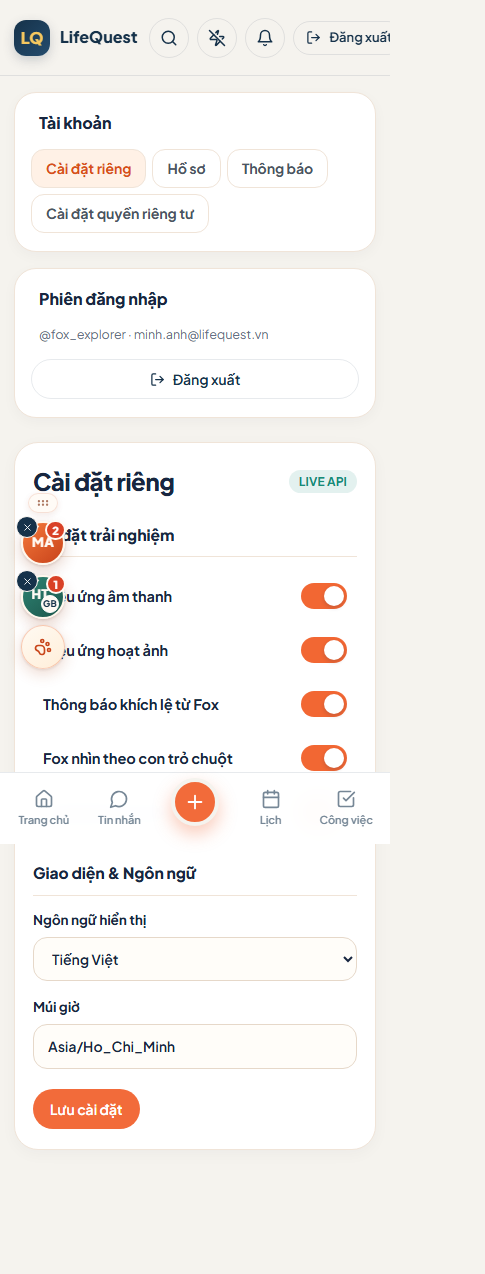 LQ LifeQuest Đăng xuất
Tài khoản
Cài đặt riêng Hồ sơ Thông báo
Cài đặt quyền riêng tư
Phiên đăng nhập
@fox_explorer · minh.anh@lifequest.vn
Đăng xuất
Cài đặt riêng LIVE API
đặt trải nghiệm
MA 2
ứng âm thanh
HT 1
GB
ứng hoạt ảnh
Thông báo khích lệ từ Fox
Fox nhìn theo con trỏ chuột
Trang chủ Tin nhắn Lịch Công việc
Giao diện & Ngôn ngữ
Ngôn ngữ hiển thị
Tiếng Việt
Múi giờ
Asia/Ho_Chi_Minh
Lưu cài đặt